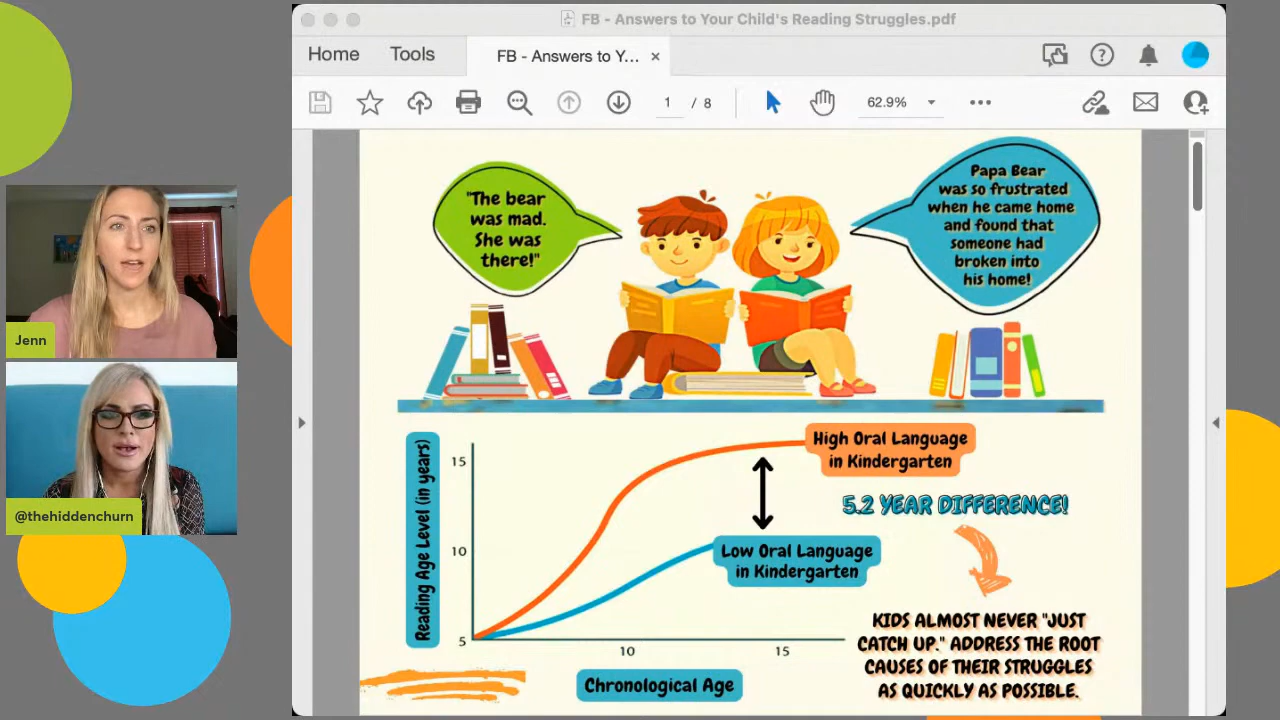 FB - Answers to Your Child's Reading Struggles.pdf
Home
Tools
FB - Answers to Y...
1 / 8
62.9%
"The bear
was mad.
She was
there!"
Papa Bear
was so frustrated
when he came home
and found that
someone had
broken into
his home!
Jenn
@thehiddenchurn
Reading Age Level (in years)
15
10
5
10
15
Chronological Age
High Oral Language
in Kindergarten
5.2 YEAR DIFFERENCE!
Low Oral Language
in Kindergarten
KIDS ALMOST NEVER "JUST
CATCH UP." ADDRESS THE ROOT
CAUSES OF THEIR STRUGGLES
AS QUICKLY AS POSSIBLE.